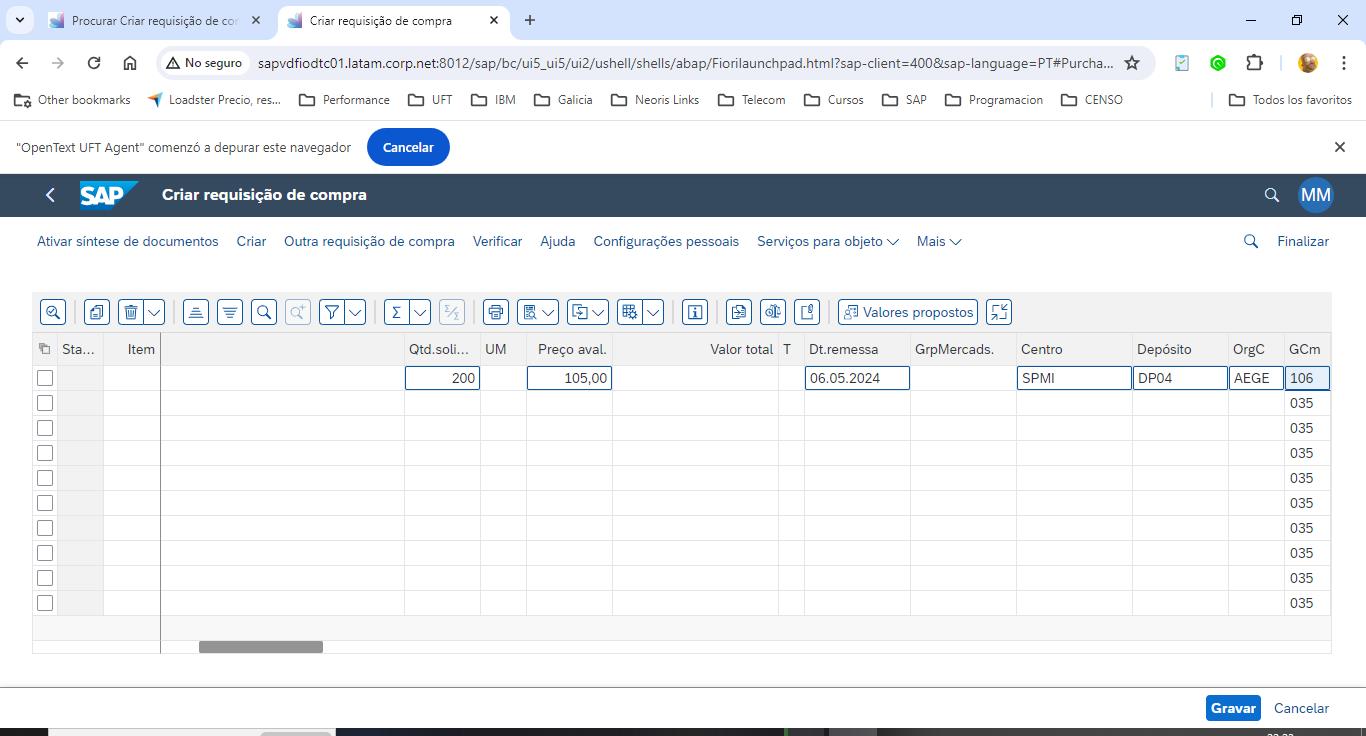 Procurar Criar requisição de co
Criar requisição de compra
No seguro
sapvdfiodtc01.latam.corp.net:8012/sap/bc/ui5_ui5/ui2/ushell/shells/abap/Fiorilaunchpad.html?sap-client=400&sap-language=PT#Purcha...
Other bookmarks
Loadster Precio, res...
Performance
UFT
IBM
Galicia
Neoris Links
Telecom
Cursos
SAP
Programacion
CENSO
Todos los favoritos
"OpenText UFT Agent" comenzó a depurar este navegador
Cancelar
SAP
Criar requisição de compra
MM
Ativar síntese de documentos
Criar
Outra requisição de compra
Verificar
Ajuda
Configurações pessoais
Serviços para objeto
Mais
Finalizar
Valores propostos
Sta... Item Qtd.soli... UM Preço aval. Valor total T Dt.remessa GrpMercads. Centro Depósito OrgC GCm
200 105,00 06.05.2024 SPMI DP04 AEGE 106
035
035
035
035
035
035
035
035
035
Gravar
Cancelar